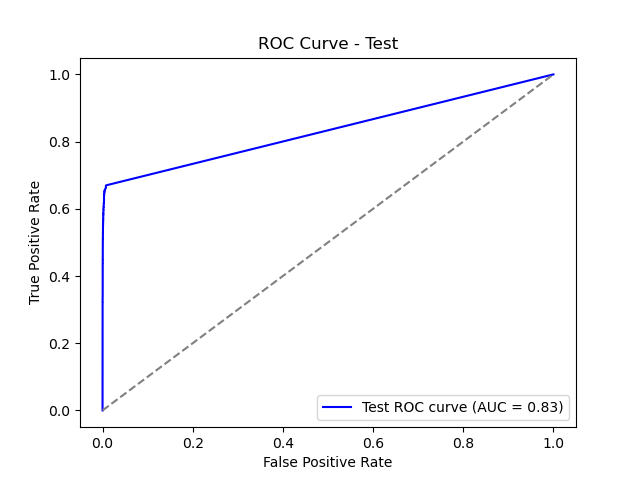 ROC Curve - Test
True Positive Rate
1.0
0.8
0.6
0.4
0.2
0.0
Test ROC curve (AUC = 0.83)
0.0 0.2 0.4 0.6 0.8 1.0
False Positive Rate